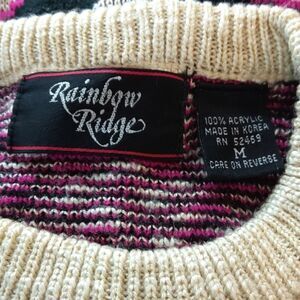 Rainbow
Ridge
100% ACRYLIC
MADE IN KOREA
RN 52469
M
CARE ON REVERSE